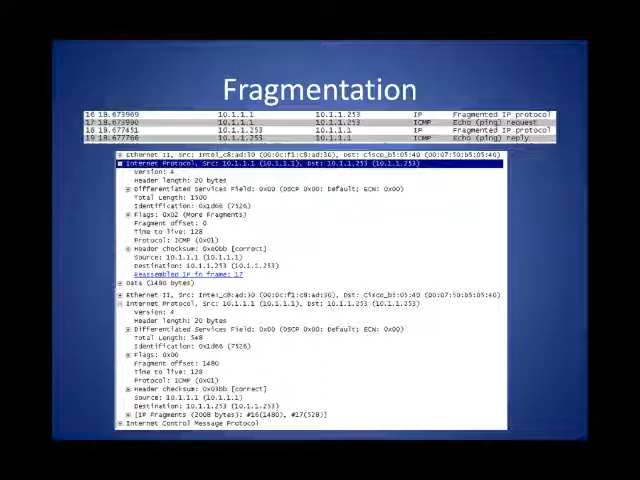 Fragmentation
16 18.673969 10.1.1.1 10.1.1.253 IP Fragmented IP protocol
17 18.673990 10.1.1.1 10.1.1.253 ICMP Echo (ping) request
18 18.677451 10.1.1.253 10.1.1.1 IP Fragmented IP protocol
19 18.677766 10.1.1.253 10.1.1.1 ICMP Echo (ping) reply
Ethernet II, Src: Intel_c8:ad:30 (00:0c:f1:c8:ad:30), Dst: Cisco_b5:05:40 (00:07:50:b5:05:40)
Internet Protocol, Src: 10.1.1.1 (10.1.1.1), Dst: 10.1.1.253 (10.1.1.253)
Version: 4
Header length: 20 bytes
Differentiated Services Field: 0x00 (DSCP 0x00: Default; ECN: 0x00)
Total Length: 1500
Identification: 0x1d66 (7526)
Flags: 0x02 (More Fragments)
Fragment offset: 0
Time to live: 128
Protocol: ICMP (0x01)
Header checksum: 0xe0bb [correct]
Source: 10.1.1.1 (10.1.1.1)
Destination: 10.1.1.253 (10.1.1.253)
Reassembled IP in frame: 17
Data (1480 bytes)
Ethernet II, Src: Intel_c8:ad:30 (00:0c:f1:c8:ad:30), Dst: Cisco_b5:05:40 (00:07:50:b5:05:40)
Internet Protocol, Src: 10.1.1.1 (10.1.1.1), Dst: 10.1.1.253 (10.1.1.253)
Version: 4
Header length: 20 bytes
Differentiated Services Field: 0x00 (DSCP 0x00: Default; ECN: 0x00)
Total Length: 548
Identification: 0x1d66 (7526)
Flags: 0x00
Fragment offset: 1480
Time to live: 128
Protocol: ICMP (0x01)
Header checksum: 0x03bb [correct]
Source: 10.1.1.1 (10.1.1.1)
Destination: 10.1.1.253 (10.1.1.253)
[IP Fragments (2008 bytes): #16(1480), #17(528)]
Internet Control Message Protocol